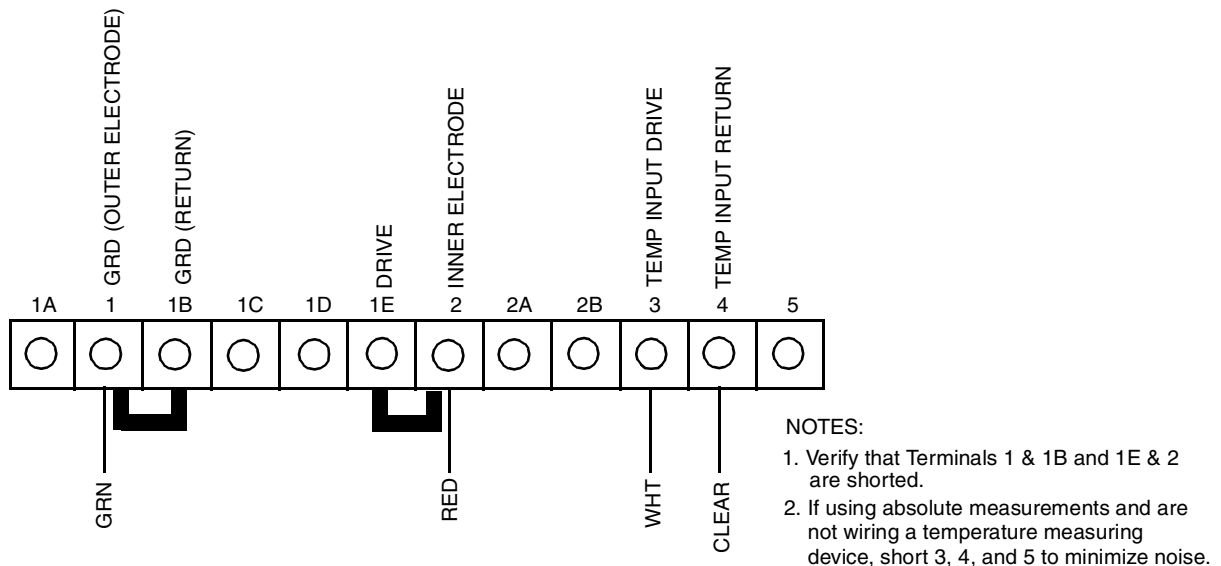 GRD (OUTER ELECTRODE)
GRD (RETURN)
DRIVE
INNER ELECTRODE
TEMP INPUT DRIVE
TEMP INPUT RETURN
1A 1 1B 1C 1D 1E 2 2A 2B 3 4 5
GRN
RED
WHT
CLEAR
NOTES:
1. Verify that Terminals 1 & 1B and 1E & 2
are shorted.
2. If using absolute measurements and are
not wiring a temperature measuring
device, short 3, 4, and 5 to minimize noise.